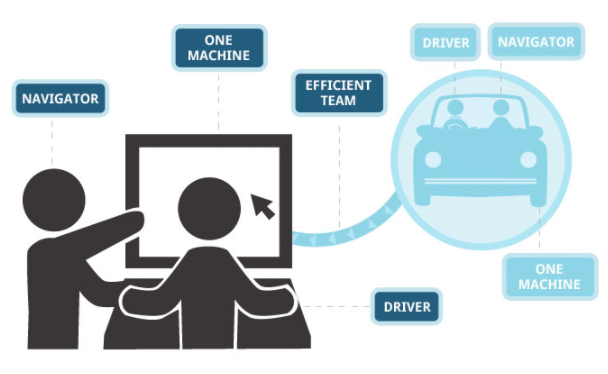 ONE
MACHINE
DRIVER
NAVIGATOR
EFFICIENT
TEAM
NAVIGATOR
ONE
MACHINE
DRIVER